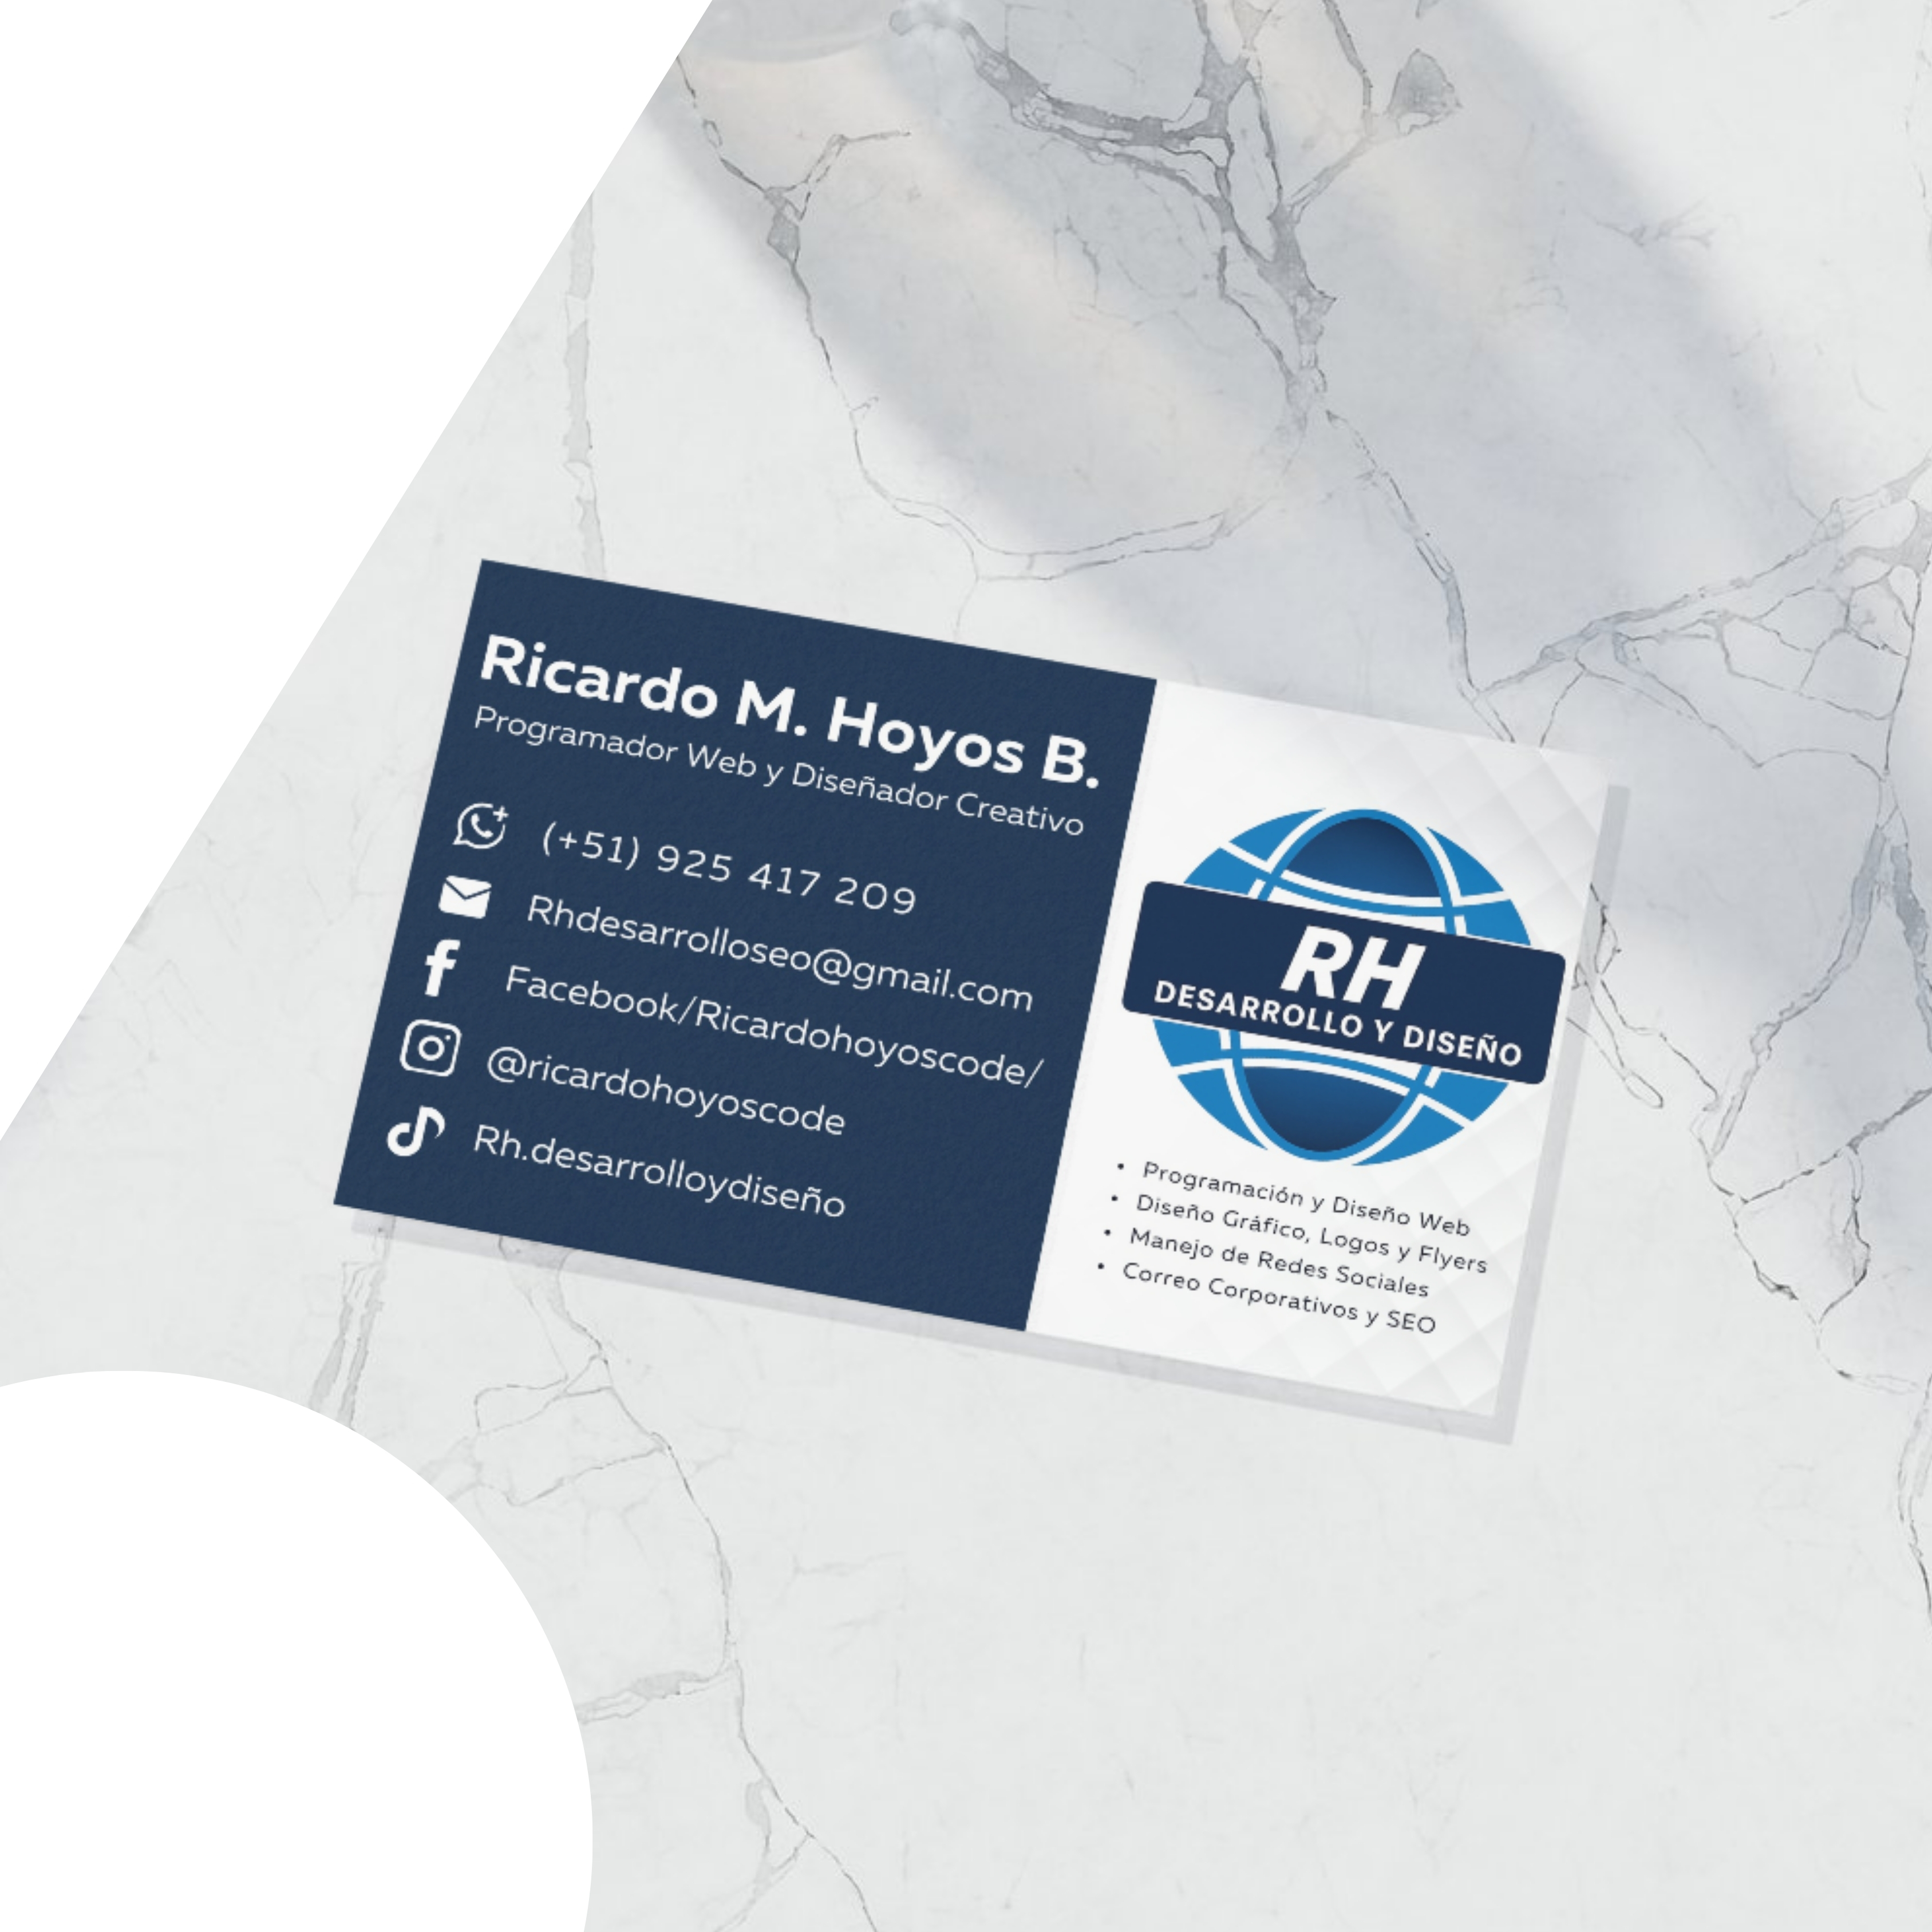 Ricardo M. Hoyos B.
Programador Web y Diseñador Creativo
(+51) 925 417 209
Rhdesarrolloseo@gmail.com
Facebook/Ricardohoyoscode/
@ricardohoyoscode
Rh.desarrolloydiseño
RH
DESARROLLO Y DISEÑO
• Programación y Diseño Web
• Diseño Gráfico, Logos y Flyers
• Manejo de Redes Sociales
• Correo Corporativos y SEO